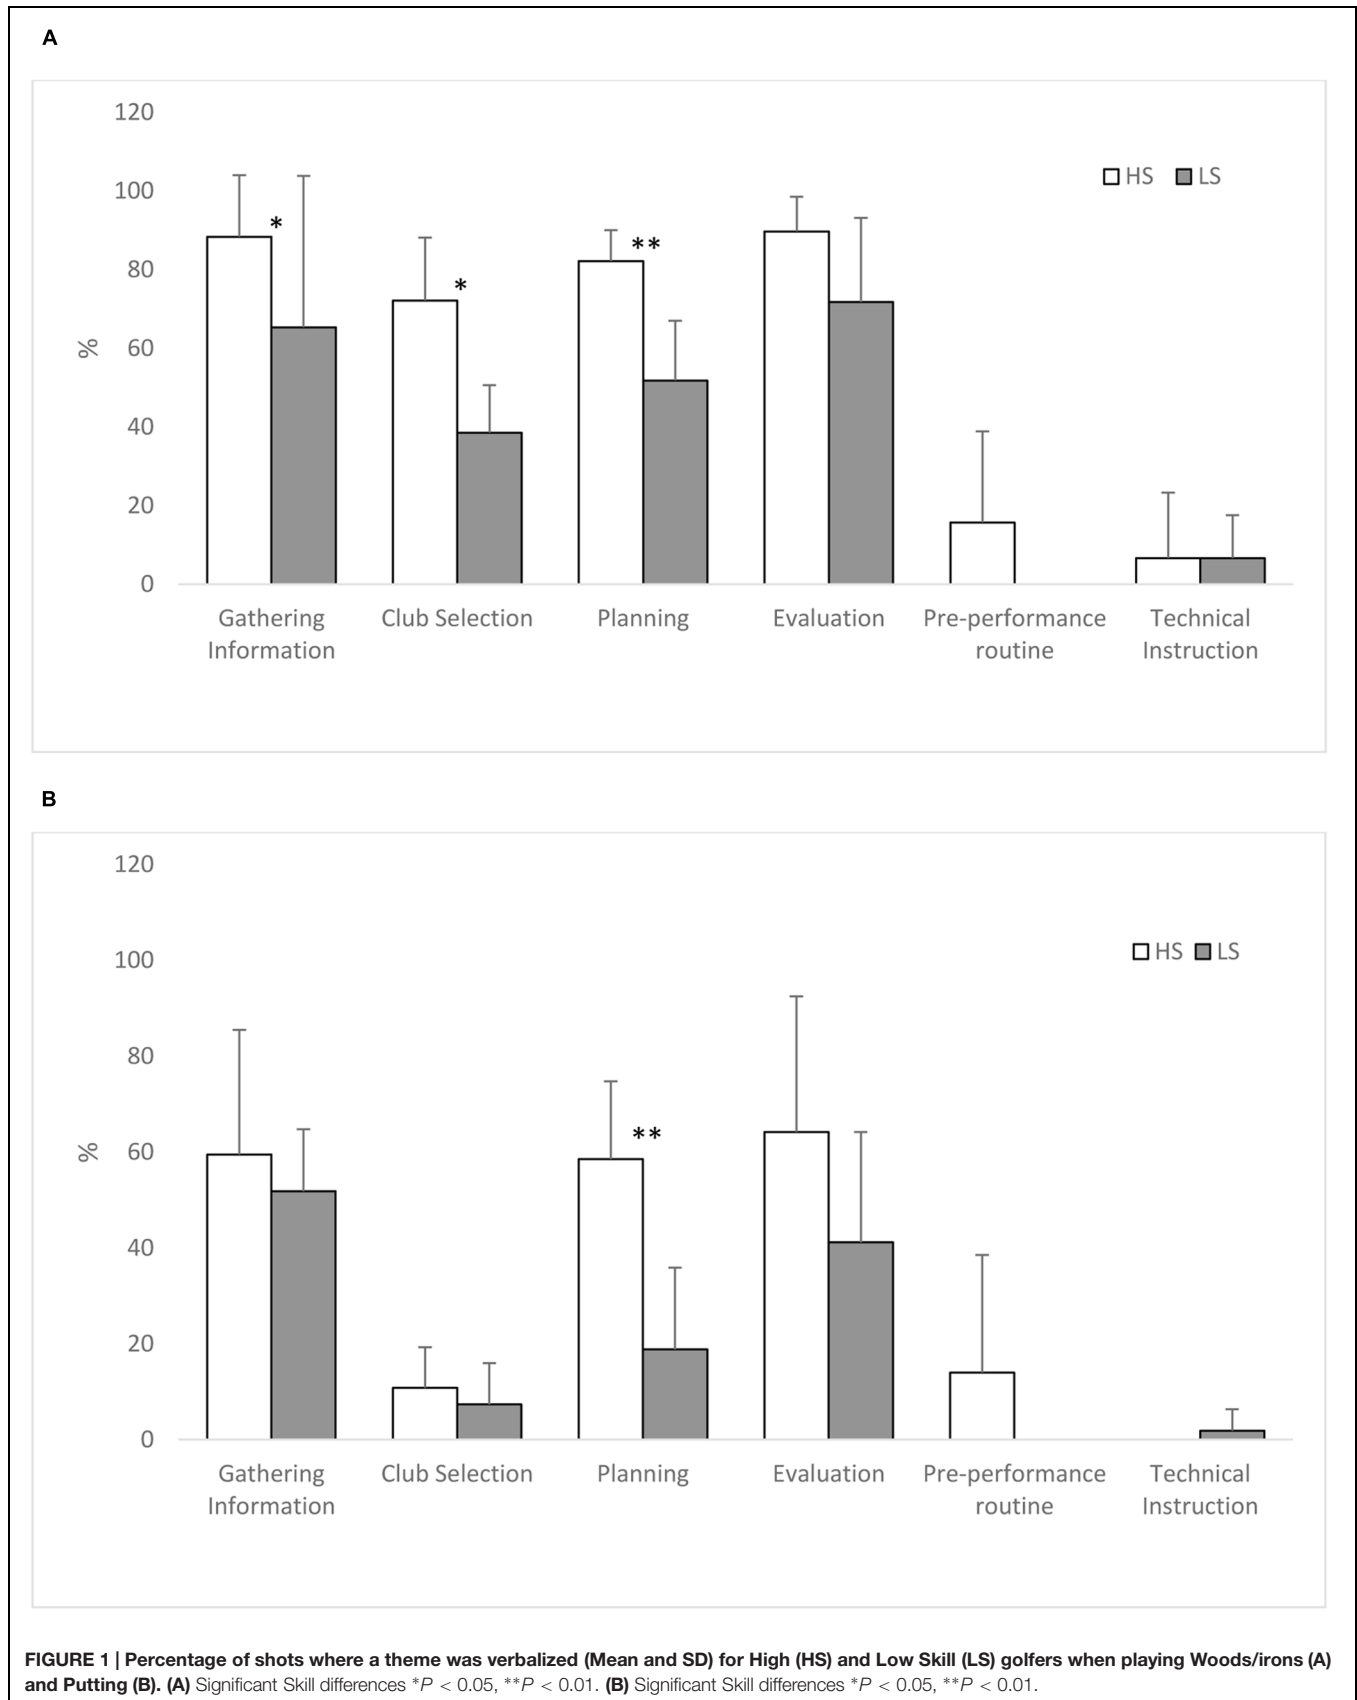 A
120
100
80
60
40
20
0
%
HS LS
*
*
**
Gathering Information
Club Selection
Planning
Evaluation
Pre-performance routine
Technical Instruction
B
120
100
80
60
40
20
0
%
HS LS
**
Gathering Information
Club Selection
Planning
Evaluation
Pre-performance routine
Technical Instruction
FIGURE 1 | Percentage of shots where a theme was verbalized (Mean and SD) for High (HS) and Low Skill (LS) golfers when playing Woods/irons (A)
and Putting (B). (A) Significant Skill differences *P < 0.05, **P < 0.01. (B) Significant Skill differences *P < 0.05, **P < 0.01.